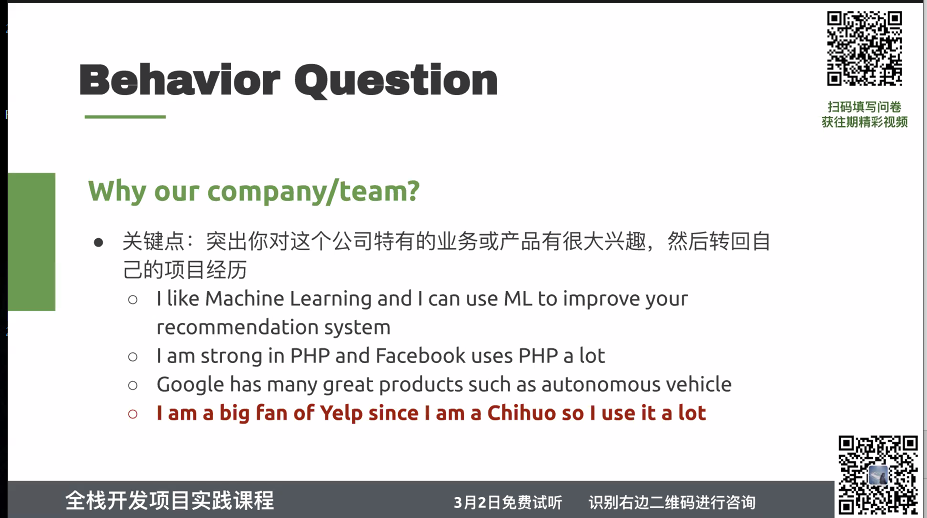 Behavior Question
扫码填写问卷
获往期精彩视频
Why our company/team?
● 关键点：突出你对这个公司特有的业务或产品有很大兴趣，然后转回自
己的项目经历
○ I like Machine Learning and I can use ML to improve your
recommendation system
○ I am strong in PHP and Facebook uses PHP a lot
○ Google has many great products such as autonomous vehicle
○ I am a big fan of Yelp since I am a Chihuo so I use it a lot
全栈开发项目实践课程
3月2日免费试听 识别右边二维码进行咨询